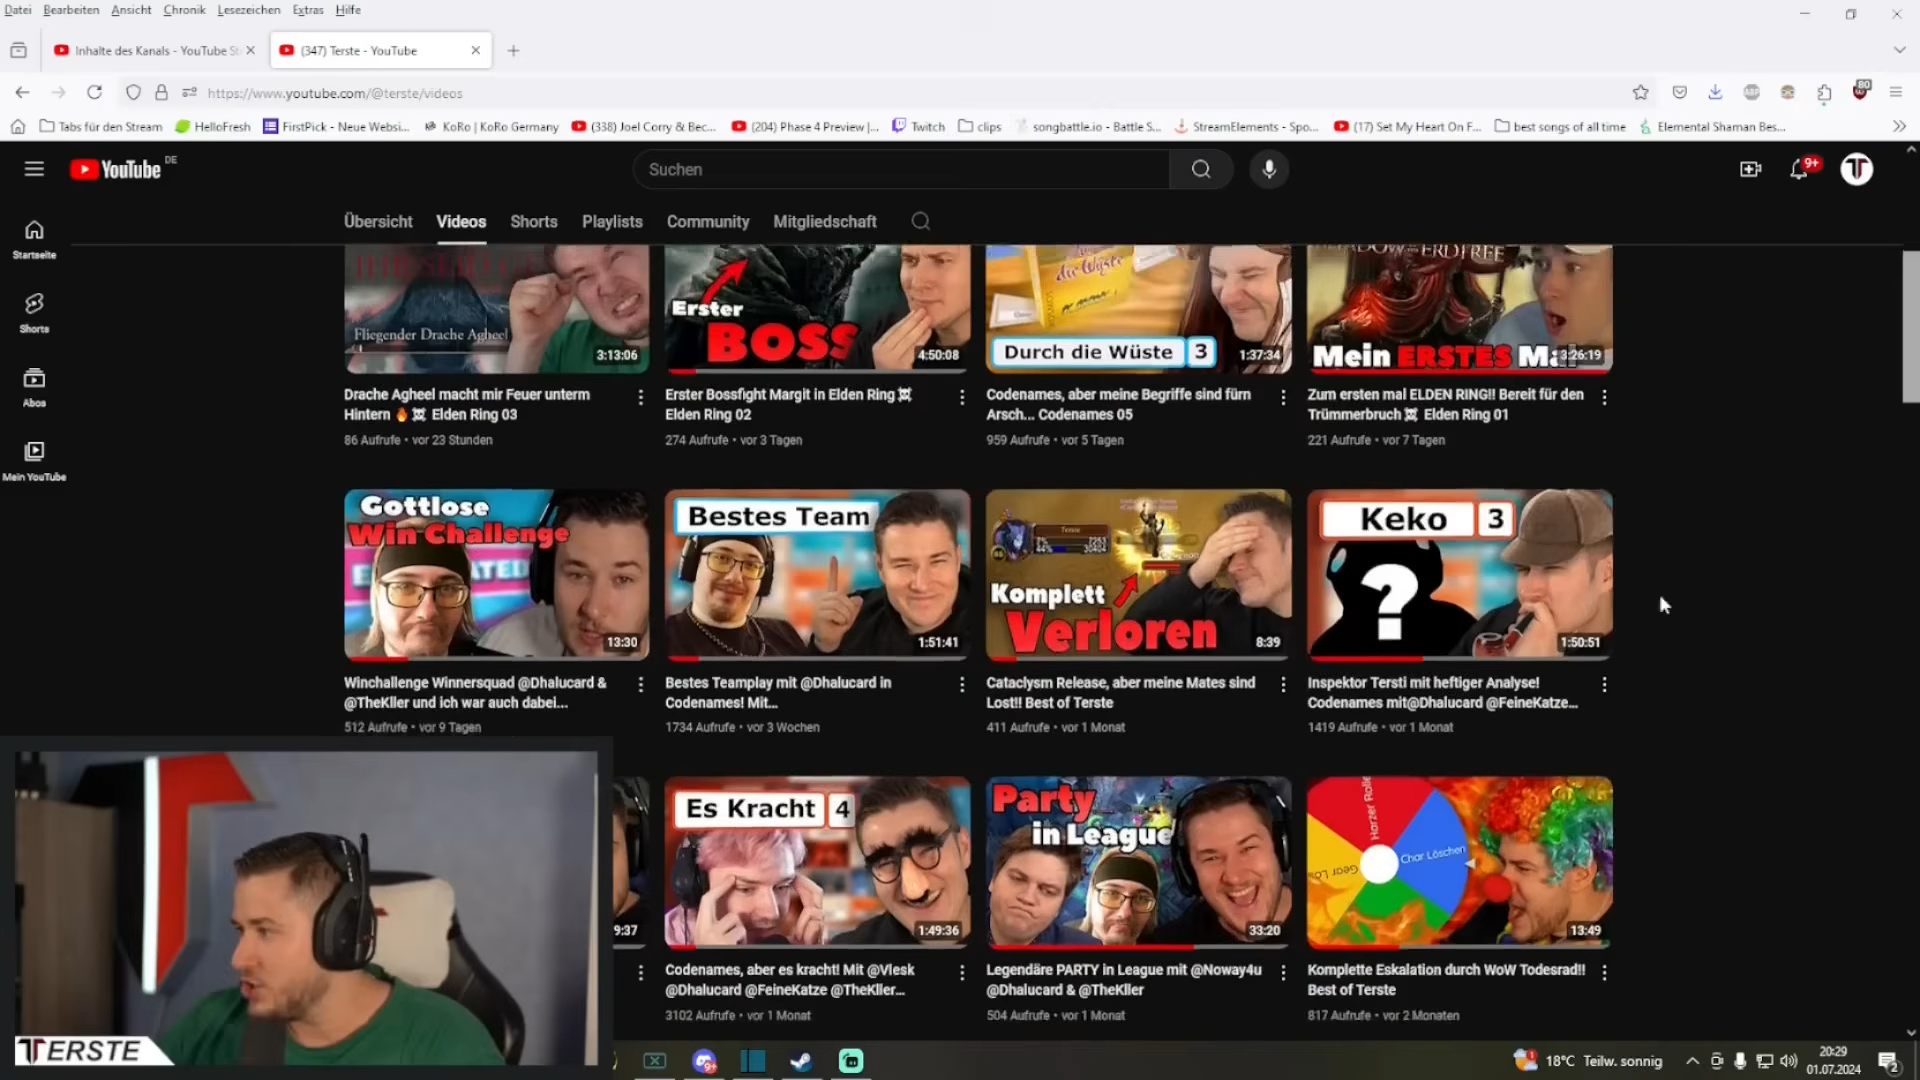 Datei Bearbeiten Ansicht Chronik Lesezeichen Extras Hilfe
Inhalte des Kanals - YouTube St
(347) Terste - YouTube
https://www.youtube.com/@terste/videos
80
Tabs für den Stream
HelloFresh
FirstPick - Neue Websi...
KoRo | KoRo Germany
(338) Joel Corry & Bec...
(204) Phase 4 Preview |...
Twitch
clips
songbattle.io - Battle S...
StreamElements - Spo...
(17) Set My Heart On F...
best songs of all time
Elemental Shaman Bes...
YouTube DE
Suchen
9+
Übersicht Videos Shorts Playlists Community Mitgliedschaft
Startseite
Shorts
Abos
Mein YouTube
Fliegender Drache Agheel
3:13:06
Erster
BOSS
4:50:08
die Wüste
Durch die Wüste 3
1:37:34
ERDTREE
Mein ERSTES
3:26:19
Drache Agheel macht mir Feuer unterm
Hintern 🔥☠ Elden Ring 03
86 Aufrufe • vor 23 Stunden
Erster Bossfight Margit in Elden Ring ☠
Elden Ring 02
274 Aufrufe • vor 3 Tagen
Codenames, aber meine Begriffe sind fürn
Arsch... Codenames 05
959 Aufrufe • vor 5 Tagen
Zum ersten mal ELDEN RING!! Bereit für den
Trümmerbruch ☠ Elden Ring 01
221 Aufrufe • vor 7 Tagen
Gottlose
Win Challenge
13:30
Bestes Team
1:51:41
Komplett
Verloren
8:39
Keko 3
?
1:50:51
Winchallenge Winnersquad @Dhalucard &
@TheKller und ich war auch dabei...
512 Aufrufe • vor 9 Tagen
Bestes Teamplay mit @Dhalucard in
Codenames! Mit...
1734 Aufrufe • vor 3 Wochen
Cataclysm Release, aber meine Mates sind
Lost!! Best of Terste
411 Aufrufe • vor 1 Monat
Inspektor Tersti mit heftiger Analyse!
Codenames mit@Dhalucard @FeineKatze...
1419 Aufrufe • vor 1 Monat
9:37
Es Kracht 4
1:49:36
Party
in League
33:20
Char Löschen
13:49
Codenames, aber es kracht! Mit @Vlesk
@Dhalucard @FeineKatze @TheKller...
3102 Aufrufe • vor 1 Monat
Legendäre PARTY in League mit @Noway4u
@Dhalucard & @TheKller
504 Aufrufe • vor 1 Monat
Komplette Eskalation durch WoW Todesrad!!
Best of Terste
817 Aufrufe • vor 2 Monaten
TERSTE
9+
18°C Teilw. sonnig
20:29
01.07.2024
2